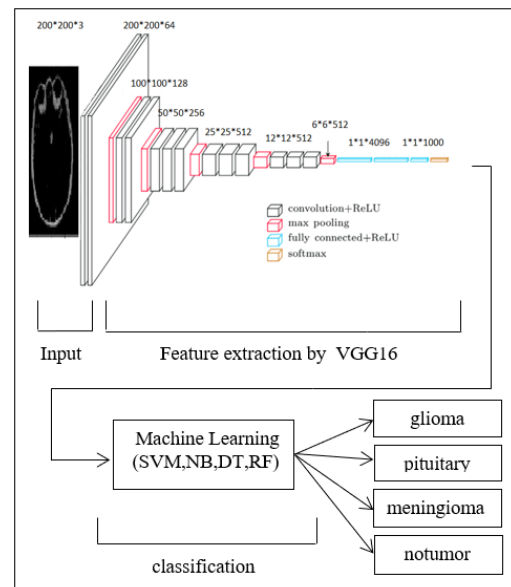 200*200*3
200*200*64
100*100*128
50*50*256
25*25*512
12*12*512
6*6*512
1*1*4096
1*1*1000
convolution+ReLU
max pooling
fully connected+ReLU
softmax
Input
Feature extraction by VGG16
Machine Learning
(SVM,NB,DT,RF)
classification
glioma
pituitary
meningioma
notumor